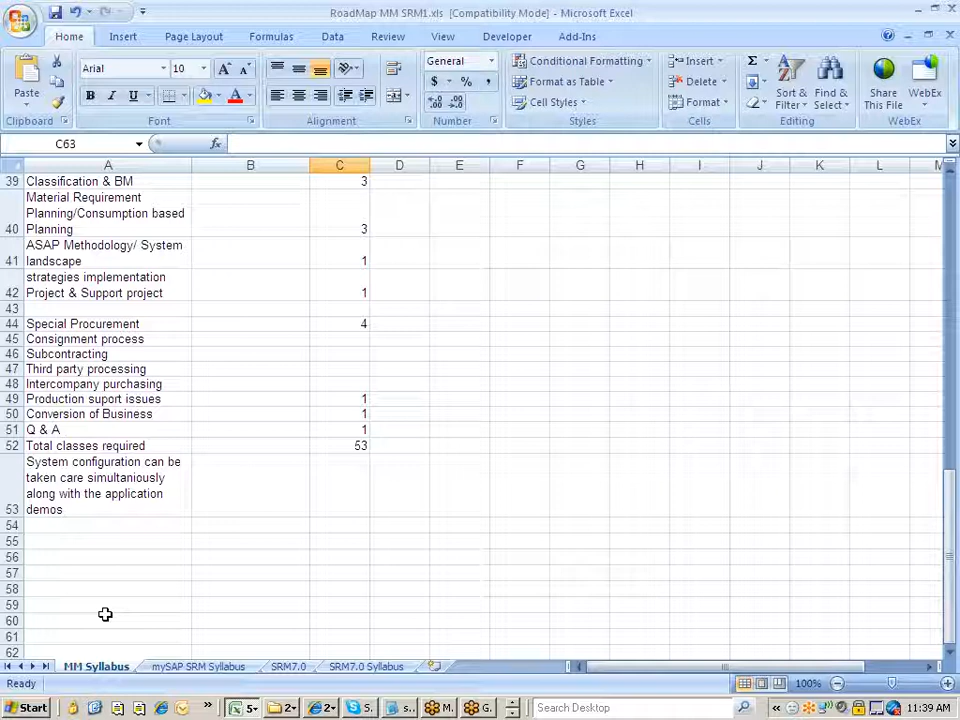 RoadMap MM SRM1.xls [Compatibility Mode] - Microsoft Excel
Home Insert Page Layout Formulas Data Review View Developer Add-Ins
Paste
Arial 10
B I U
General
$ % ,
Conditional Formatting
Format as Table
Cell Styles
Insert
Delete
Format
Sort & Filter
Find & Select
Share This File
WebEx
Clipboard Font Alignment Number Styles Cells Editing WebEx
C63 fx
A B C D E F G H I J K L M
39 Classification & BM 3
Material Requirement
Planning/Consumption based
40 Planning 3
ASAP Methodology/ System
41 landscape 1
strategies implementation
42 Project & Support project 1
43
44 Special Procurement 4
45 Consignment process
46 Subcontracting
47 Third party processing
48 Intercompany purchasing
49 Production suport issues 1
50 Conversion of Business 1
51 Q & A 1
52 Total classes required 53
System configuration can be
taken care simultaniously
along with the application
53 demos
54
55
56
57
58
59
60
61
62
MM Syllabus mySAP SRM Syllabus SRM7.0 SRM7.0 Syllabus
Ready 100%
Start » 5 2 2 S. s.. M. G. Search Desktop « 11:39 AM